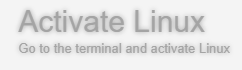 Activate Linux
Go to the terminal and activate Linux